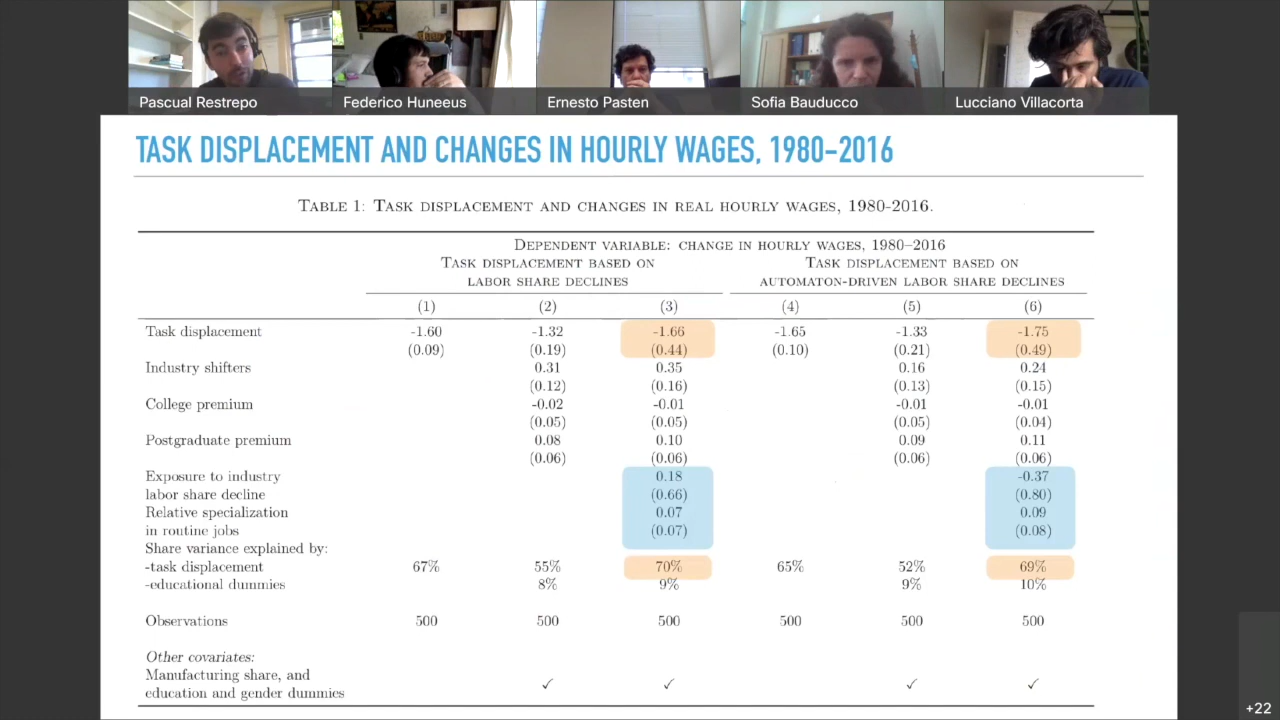 Pascual Restrepo Federico Huneeus Ernesto Pasten Sofia Bauducco Lucciano Villacorta
TASK DISPLACEMENT AND CHANGES IN HOURLY WAGES, 1980–2016
TABLE 1: TASK DISPLACEMENT AND CHANGES IN REAL HOURLY WAGES, 1980-2016.
DEPENDENT VARIABLE: CHANGE IN HOURLY WAGES, 1980–2016
TASK DISPLACEMENT BASED ON TASK DISPLACEMENT BASED ON
LABOR SHARE DECLINES AUTOMATON-DRIVEN LABOR SHARE DECLINES
(1) (2) (3) (4) (5) (6)
Task displacement -1.60 -1.32 -1.66 -1.65 -1.33 -1.75
(0.09) (0.19) (0.44) (0.10) (0.21) (0.49)
Industry shifters 0.31 0.35 0.16 0.24
(0.12) (0.16) (0.13) (0.15)
College premium -0.02 -0.01 -0.01 -0.01
(0.05) (0.05) (0.05) (0.04)
Postgraduate premium 0.08 0.10 0.09 0.11
(0.06) (0.06) (0.06) (0.06)
Exposure to industry 0.18 -0.37
labor share decline (0.66) (0.80)
Relative specialization 0.07 0.09
in routine jobs (0.07) (0.08)
Share variance explained by:
-task displacement 67% 55% 70% 65% 52% 69%
-educational dummies 8% 9% 9% 10%
Observations 500 500 500 500 500 500
Other covariates:
Manufacturing share, and
education and gender dummies ✓ ✓ ✓ ✓
+22